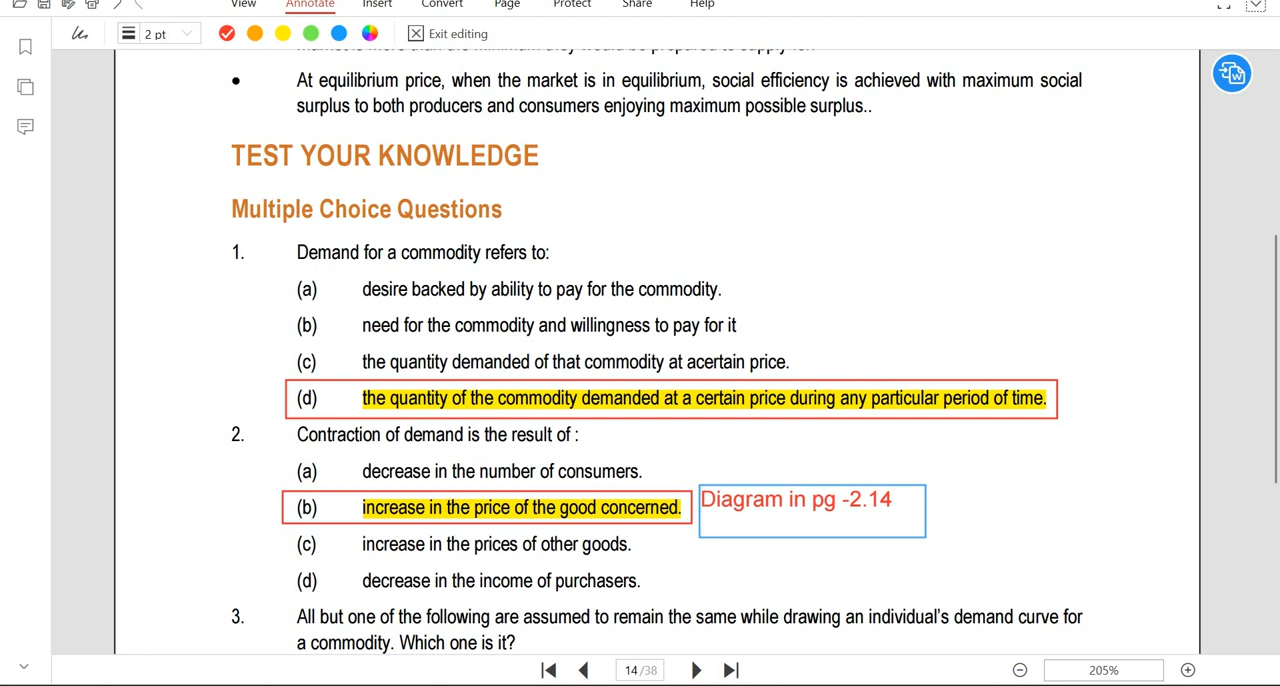 View Annotate Insert Convert Page Protect Share Help
2 pt Exit editing
• At equilibrium price, when the market is in equilibrium, social efficiency is achieved with maximum social
surplus to both producers and consumers enjoying maximum possible surplus..
TEST YOUR KNOWLEDGE
Multiple Choice Questions
1. Demand for a commodity refers to:
(a) desire backed by ability to pay for the commodity.
(b) need for the commodity and willingness to pay for it
(c) the quantity demanded of that commodity at acertain price.
(d) the quantity of the commodity demanded at a certain price during any particular period of time.
2. Contraction of demand is the result of :
(a) decrease in the number of consumers.
(b) increase in the price of the good concerned. Diagram in pg -2.14
(c) increase in the prices of other goods.
(d) decrease in the income of purchasers.
3. All but one of the following are assumed to remain the same while drawing an individual’s demand curve for
a commodity. Which one is it?
14 /38 205%